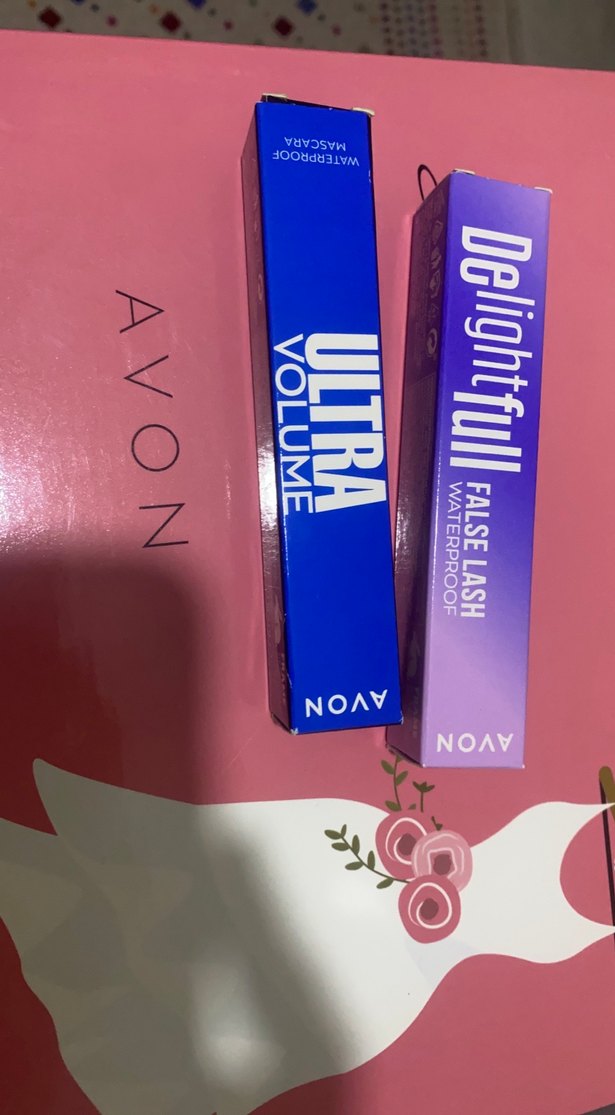 AVON
WATERPROOF
MASCARA
ULTRA
VOLUME
AVON
Delightfull
FALSE LASH
WATERPROOF
AVON